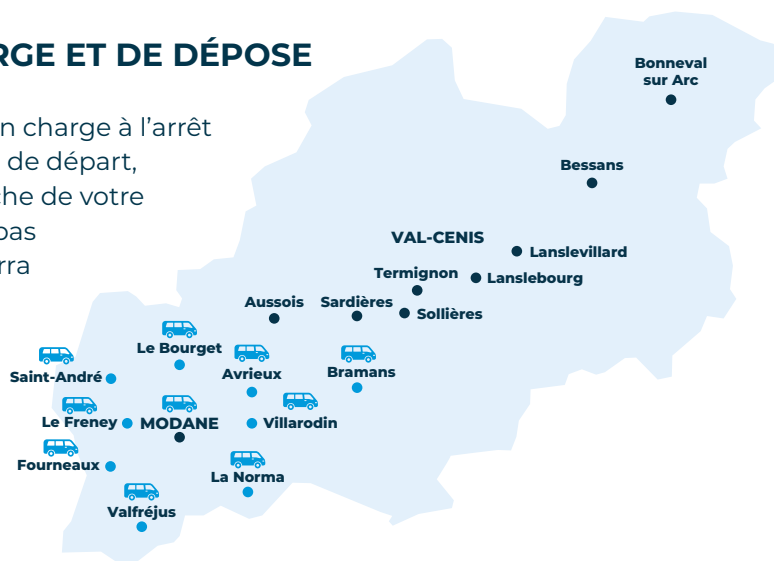 RGE ET DE DÉPOSE
n charge à l’arrêt
de départ,
che de votre
pas
rra
Bonneval
sur Arc
Bessans
VAL-CENIS
Lanslevillard
Termignon
Lanslebourg
Aussois
Sardières
Sollières
Le Bourget
Avrieux
Bramans
Saint-André
Le Freney
MODANE
Villarodin
Fourneaux
La Norma
Valfréjus